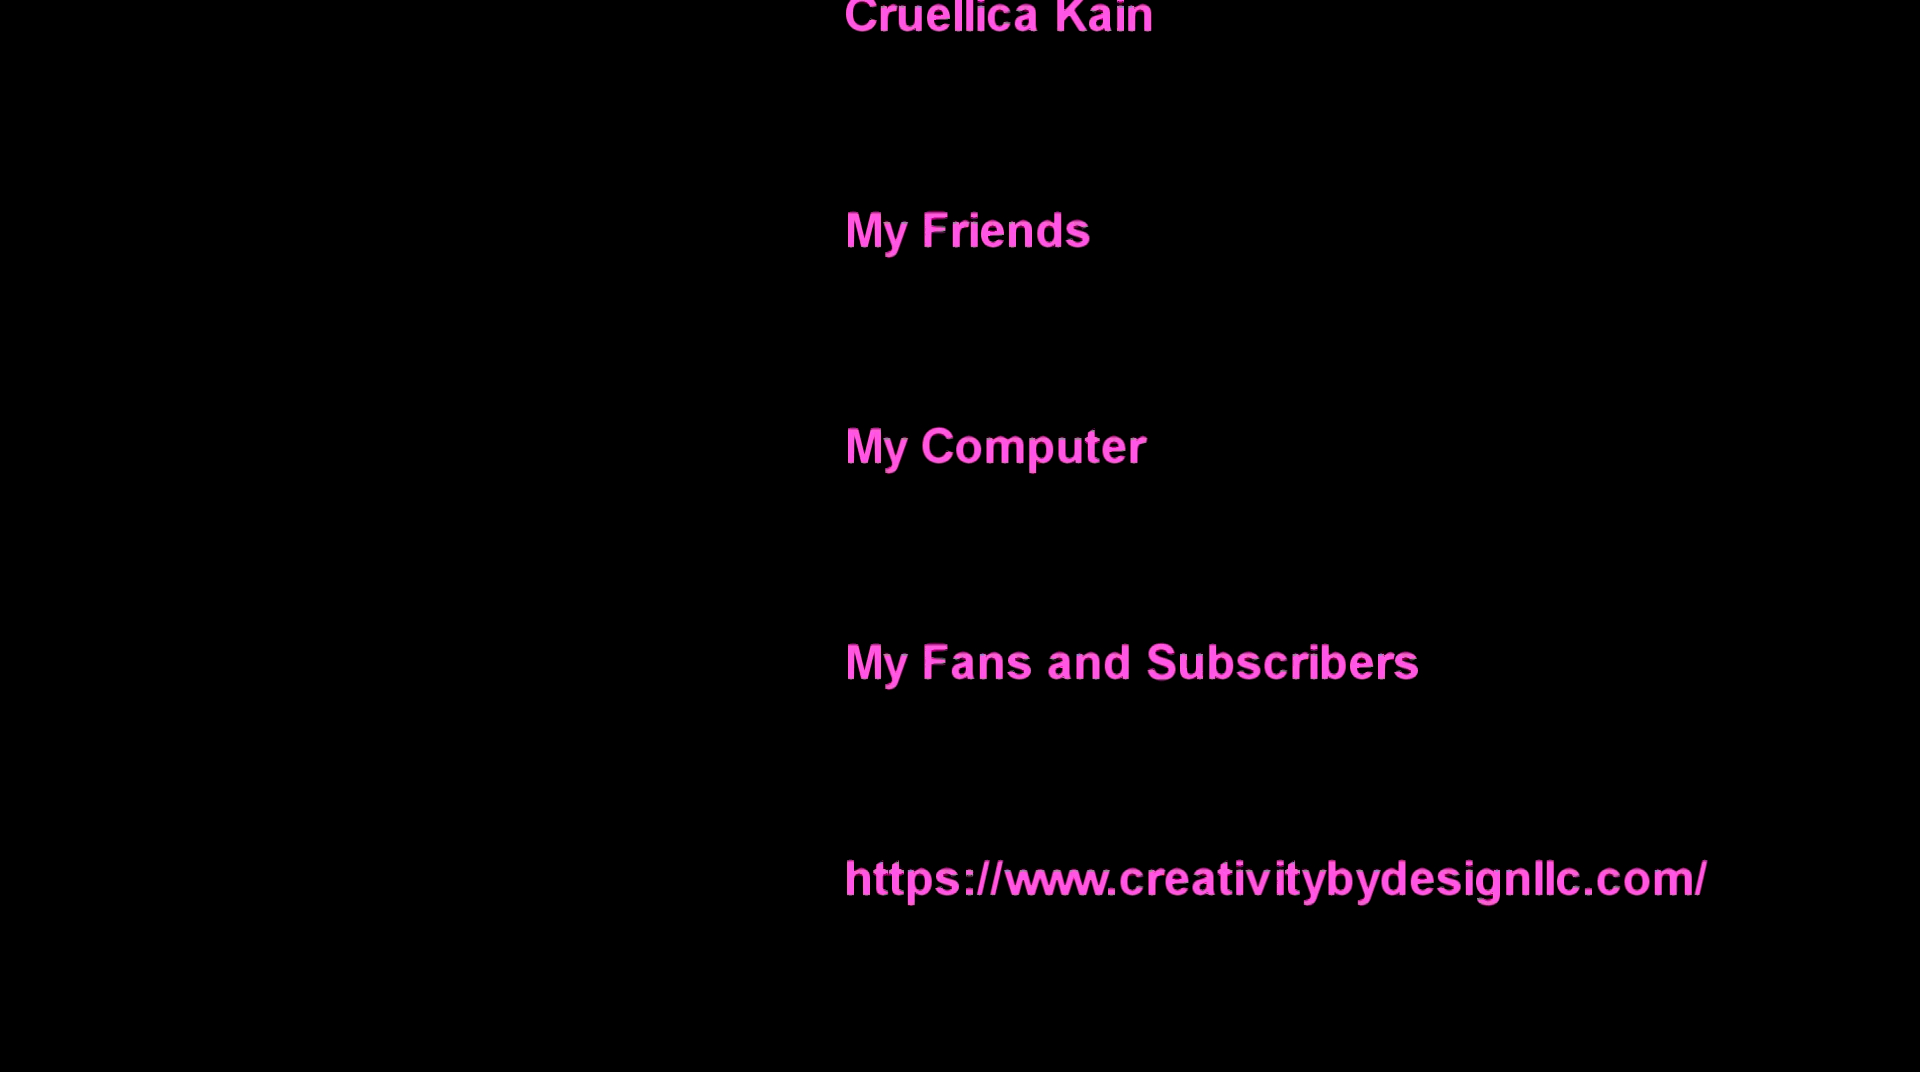 Cruellica Kain
My Friends
My Computer
My Fans and Subscribers
https://www.creativitybydesignllc.com/